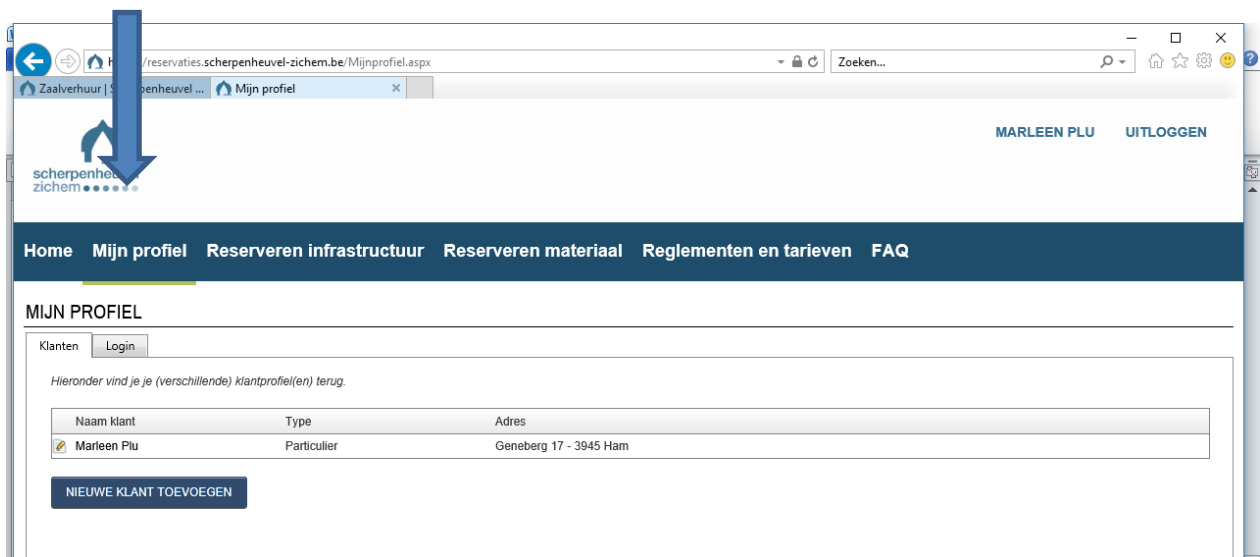 /reservaties.scherpenheuvel-zichem.be/Mijnprofiel.aspx
Zoeken...
Zaalverhuur | S penheuvel ...
Mijn profiel
MARLEEN PLU UITLOGGEN
scherpenheuvel
zichem
Home Mijn profiel Reserveren infrastructuur Reserveren materiaal Reglementen en tarieven FAQ
MIJN PROFIEL
Klanten Login
Hieronder vind je je (verschillende) klantprofiel(en) terug.
Naam klant Type Adres
Marleen Plu Particulier Geneberg 17 - 3945 Ham
NIEUWE KLANT TOEVOEGEN